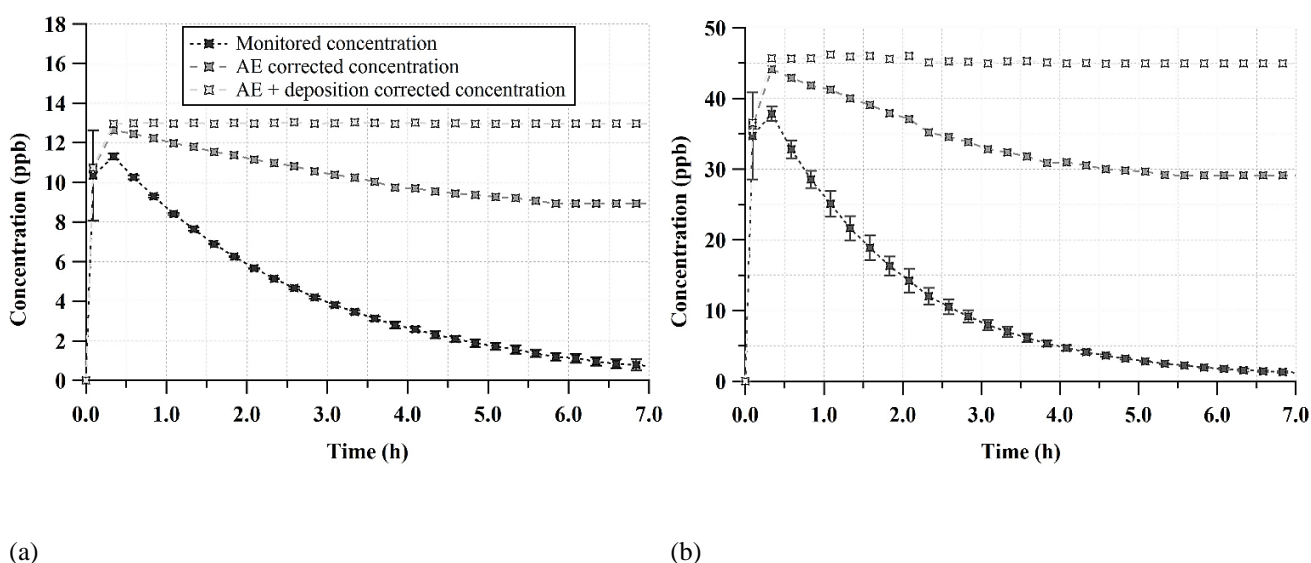 18
16
14
12
10
8
6
4
2
0
Concentration (ppb)
Monitored concentration
AE corrected concentration
AE + deposition corrected concentration
0.0 1.0 2.0 3.0 4.0 5.0 6.0 7.0
Time (h)
(a)
50
40
30
20
10
0
Concentration (ppb)
0.0 1.0 2.0 3.0 4.0 5.0 6.0 7.0
Time (h)
(b)